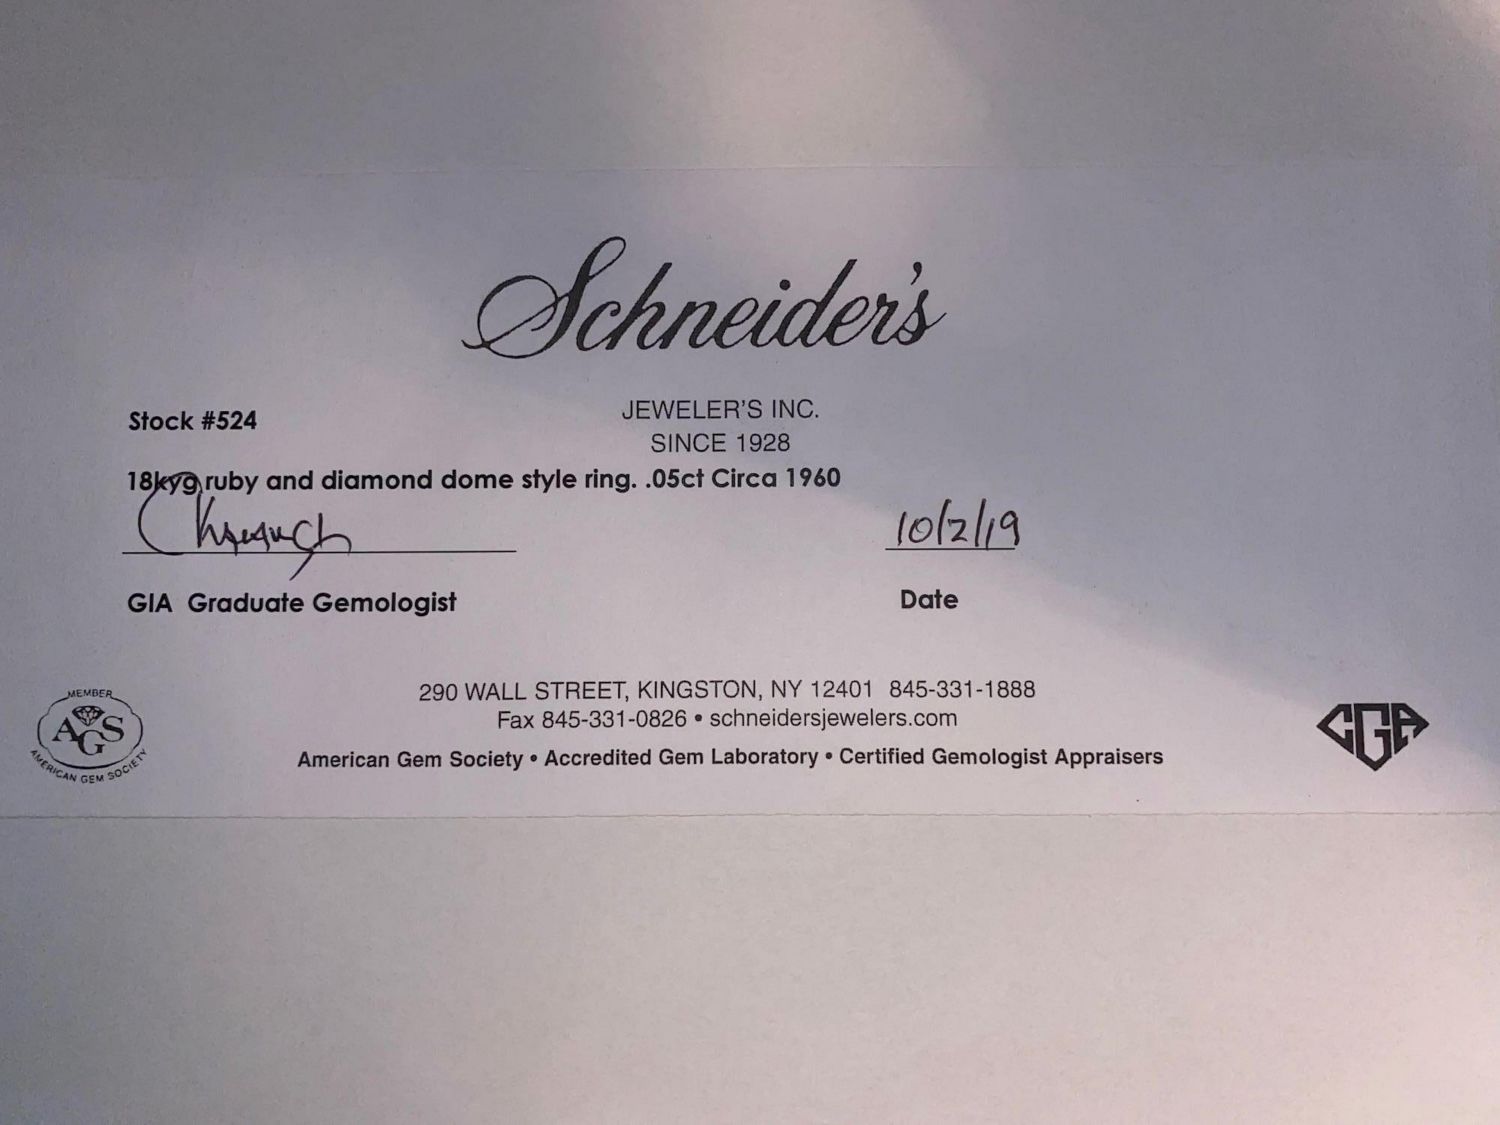 Schneider's
JEWELER'S INC.
SINCE 1928
Stock #524
18kyg ruby and diamond dome style ring. .05ct Circa 1960
10/2/19
GIA Graduate Gemologist
Date
290 WALL STREET, KINGSTON, NY 12401 845-331-1888
Fax 845-331-0826 • schneidersjewelers.com
American Gem Society • Accredited Gem Laboratory • Certified Gemologist Appraisers
MEMBER
AGS
AMERICAN GEM SOCIETY
CGA